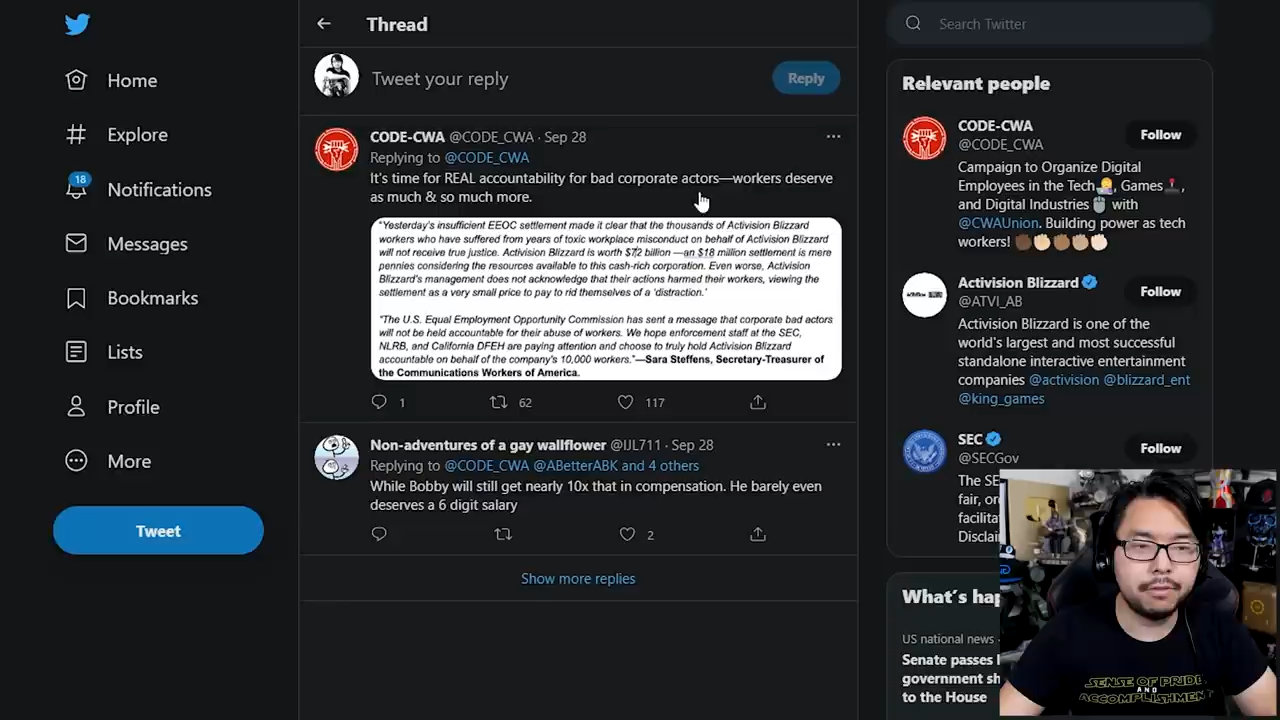 Home
Explore
18
Notifications
Messages
Bookmarks
Lists
Profile
More
Tweet
Thread
Tweet your reply
Reply
CODE-CWA @CODE_CWA · Sep 28
Replying to @CODE_CWA
It's time for REAL accountability for bad corporate actors—workers deserve
as much & so much more.
"Yesterday's insufficient EEOC settlement made it clear that the thousands of Activision Blizzard
workers who have suffered from years of toxic workplace misconduct on behalf of Activision Blizzard
will not receive true justice. Activision Blizzard is worth $72 billion —an $18 million settlement is mere
pennies considering the resources available to this cash-rich corporation. Even worse, Activision
Blizzard's management does not acknowledge that their actions harmed their workers, viewing the
settlement as a very small price to pay to rid themselves of a 'distraction.'
"The U.S. Equal Employment Opportunity Commission has sent a message that corporate bad actors
will not be held accountable for their abuse of workers. We hope enforcement staff at the SEC,
NLRB, and California DFEH are paying attention and choose to truly hold Activision Blizzard
accountable on behalf of the company's 10,000 workers."—Sara Steffens, Secretary-Treasurer of
the Communications Workers of America.
1
62
117
Non-adventures of a gay wallflower @IJL711 · Sep 28
Replying to @CODE_CWA @ABetterABK and 4 others
While Bobby will still get nearly 10x that in compensation. He barely even
deserves a 6 digit salary
2
Show more replies
Search Twitter
Relevant people
CODE-CWA
@CODE_CWA
Follow
Campaign to Organize Digital
Employees in the Tech, Games,
and Digital Industries with
@CWAUnion. Building power as tech
workers!
Activision Blizzard
@ATVI_AB
Follow
Activision Blizzard is one of the
world's largest and most successful
standalone interactive entertainment
companies @activision @blizzard_ent
@king_games
SEC
@SECGov
Follow
The SE
fair, or
facilitat
Disclai
What's hap
US national news ·
Senate passes
government sh
to the House
SENSE OF PRIDE
AND
ACCOMPLISHMENT